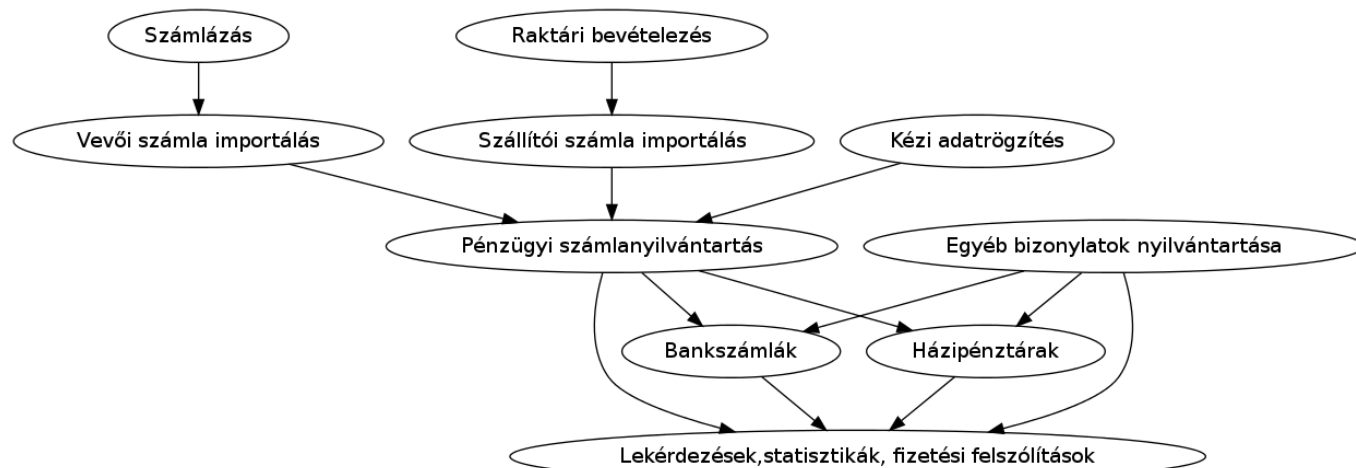 Számlázás
Raktári bevételezés
Vevői számla importálás
Szállítói számla importálás
Kézi adatrögzítés
Pénzügyi számlanyilvántartás
Egyéb bizonylatok nyilvántartása
Bankszámlák
Házipénztárak
Lekérdezések,statisztikák, fizetési felszólítások